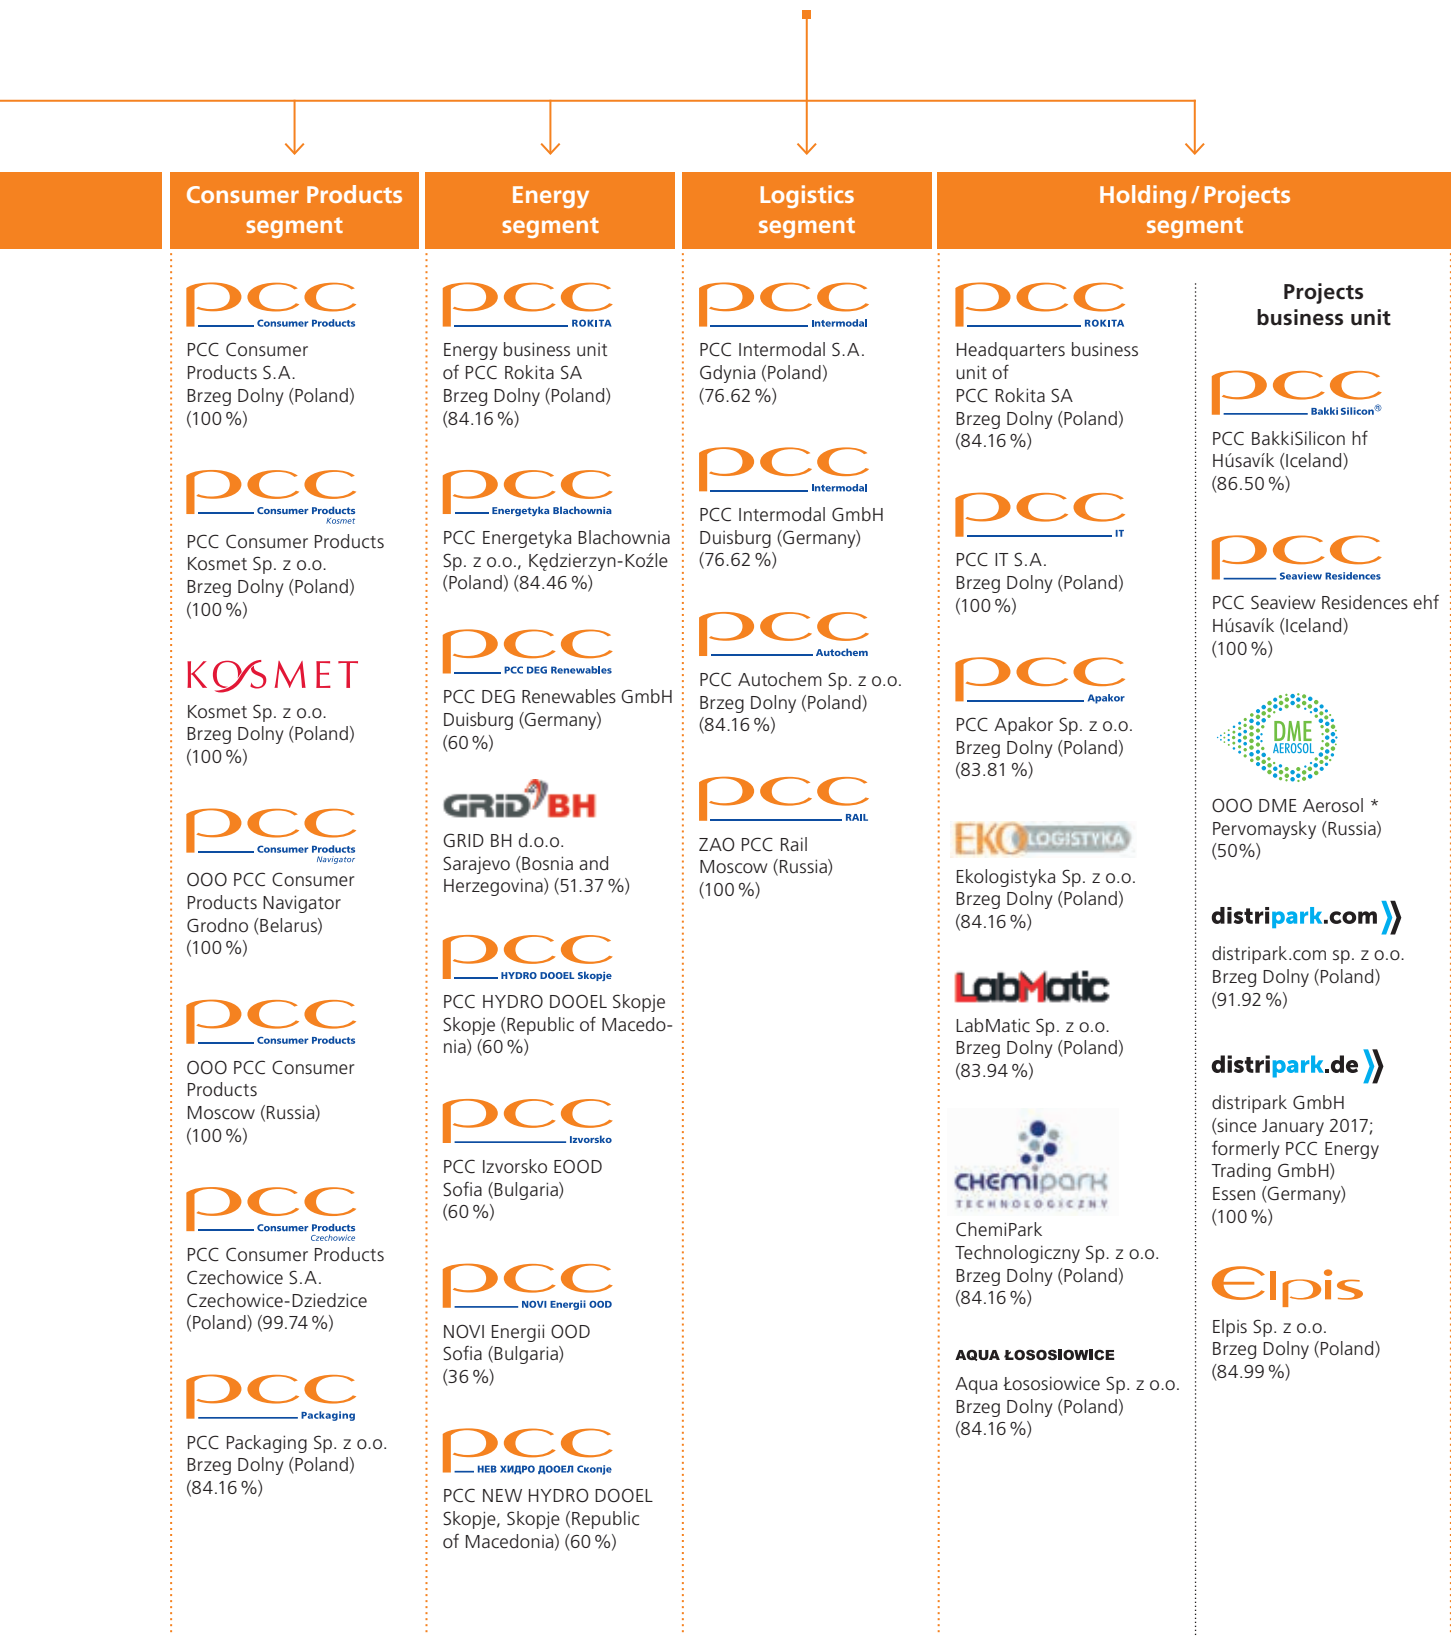 Consumer Products
segment
Energy
segment
Logistics
segment
Holding / Projects
segment
pcc
Consumer Products
PCC Consumer
Products S.A.
Brzeg Dolny (Poland)
(100 %)
pcc
Consumer Products
Kosmet
PCC Consumer Products
Kosmet Sp. z o.o.
Brzeg Dolny (Poland)
(100 %)
KOSMET
Kosmet Sp. z o.o.
Brzeg Dolny (Poland)
(100 %)
pcc
Consumer Products
Navigator
OOO PCC Consumer
Products Navigator
Grodno (Belarus)
(100 %)
pcc
Consumer Products
OOO PCC Consumer
Products
Moscow (Russia)
(100 %)
pcc
Consumer Products
Czechowice
PCC Consumer Products
Czechowice S.A.
Czechowice-Dziedzice
(Poland) (99.74 %)
pcc
Packaging
PCC Packaging Sp. z o.o.
Brzeg Dolny (Poland)
(84.16 %)
pcc
ROKITA
Energy business unit
of PCC Rokita SA
Brzeg Dolny (Poland)
(84.16 %)
pcc
Energetyka Blachownia
PCC Energetyka Blachownia
Sp. z o.o., Kędzierzyn-Koźle
(Poland) (84.46 %)
pcc
PCC DEG Renewables
PCC DEG Renewables GmbH
Duisburg (Germany)
(60 %)
GRID BH
GRID BH d.o.o.
Sarajevo (Bosnia and
Herzegovina) (51.37 %)
pcc
HYDRO DOOEL Skopje
PCC HYDRO DOOEL Skopje
Skopje (Republic of Macedo-
nia) (60 %)
pcc
Izvorsko
PCC Izvorsko EOOD
Sofia (Bulgaria)
(60 %)
pcc
NOVI Energii OOD
NOVI Energii OOD
Sofia (Bulgaria)
(36 %)
pcc
НЕВ ХИДРО ДООЕЛ Скопје
PCC NEW HYDRO DOOEL
Skopje, Skopje (Republic
of Macedonia) (60 %)
pcc
Intermodal
PCC Intermodal S.A.
Gdynia (Poland)
(76.62 %)
pcc
Intermodal
PCC Intermodal GmbH
Duisburg (Germany)
(76.62 %)
pcc
Autochem
PCC Autochem Sp. z o.o.
Brzeg Dolny (Poland)
(84.16 %)
pcc
RAIL
ZAO PCC Rail
Moscow (Russia)
(100 %)
pcc
ROKITA
Headquarters business
unit of
PCC Rokita SA
Brzeg Dolny (Poland)
(84.16 %)
pcc
IT
PCC IT S.A.
Brzeg Dolny (Poland)
(100 %)
pcc
Apakor
PCC Apakor Sp. z o.o.
Brzeg Dolny (Poland)
(83.81 %)
EKO LOGISTYKA
Ekologistyka Sp. z o.o.
Brzeg Dolny (Poland)
(84.16 %)
LabMatic
LabMatic Sp. z o.o.
Brzeg Dolny (Poland)
(83.94 %)
CHEMIPARK
TECHNOLOGICZNY
ChemiPark
Technologiczny Sp. z o.o.
Brzeg Dolny (Poland)
(84.16 %)
AQUA ŁOSOSIOWICE
Aqua Łososiowice Sp. z o.o.
Brzeg Dolny (Poland)
(84.16 %)
Projects
business unit
pcc
Bakki Silicon®
PCC BakkiSilicon hf
Húsavík (Iceland)
(86.50 %)
pcc
Seaview Residences
PCC Seaview Residences ehf
Húsavík (Iceland)
(100 %)
DME
AEROSOL
OOO DME Aerosol *
Pervomaysky (Russia)
(50%)
distripark.com
distripark.com sp. z o.o.
Brzeg Dolny (Poland)
(91.92 %)
distripark.de
distripark GmbH
(since January 2017;
formerly PCC Energy
Trading GmbH)
Essen (Germany)
(100 %)
Elpis
Elpis Sp. z o.o.
Brzeg Dolny (Poland)
(84.99 %)